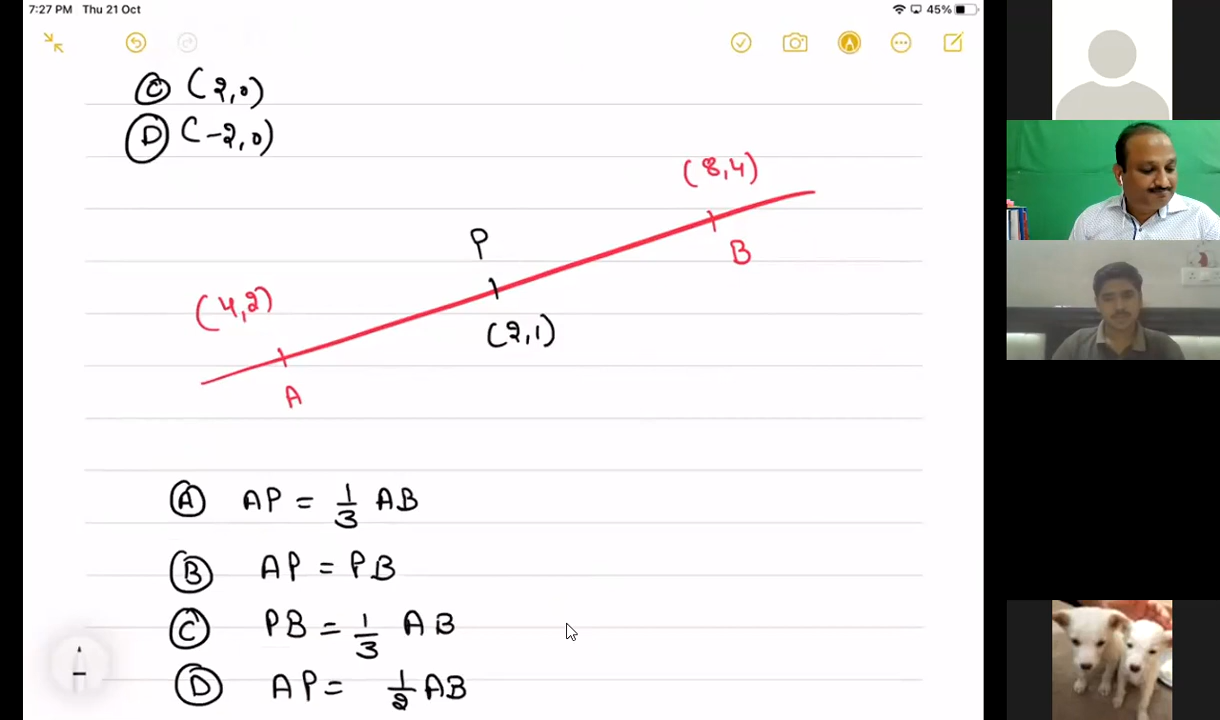 7:27 PM Thu 21 Oct 45%
C (2,0)
D (-2,0)
(8,4)
P
B
(4,2)
(2,1)
A
A AP = 1/3 AB
B AP = PB
C PB = 1/3 AB
D AP = 1/2 AB